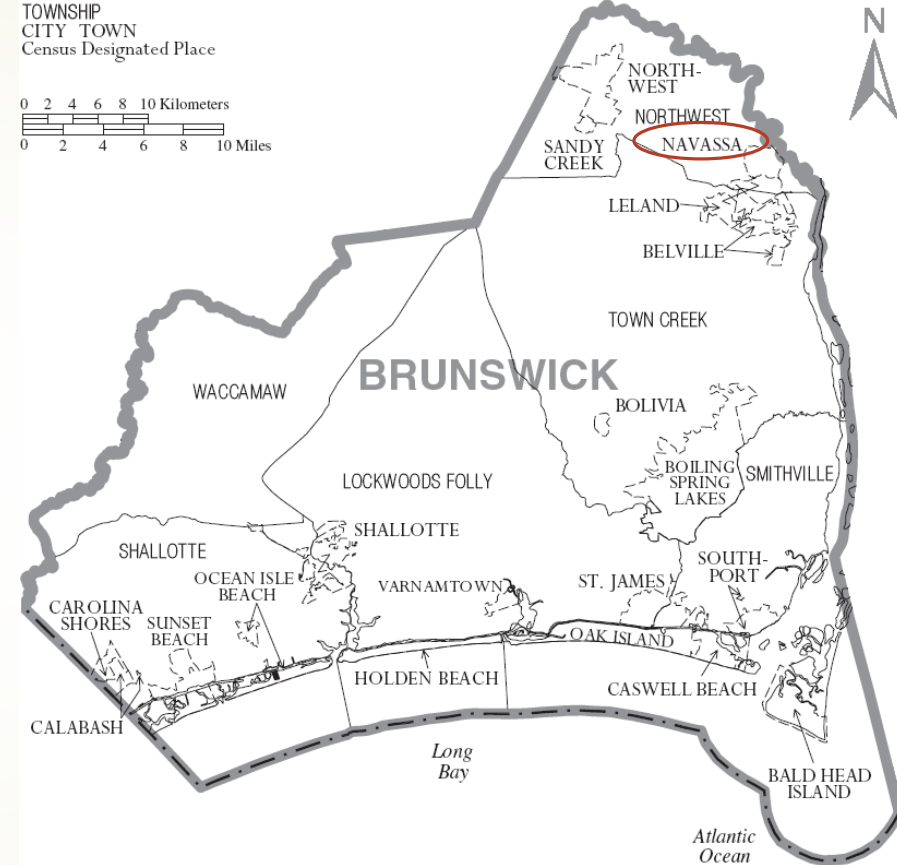 TOWNSHIP
CITY TOWN
Census Designated Place
N
0 2 4 6 8 10 Kilometers
0 2 4 6 8 10 Miles
NORTH-
WEST
NORTHWEST
NAVASSA
SANDY
CREEK
LELAND
BELVILLE
TOWN CREEK
BRUNSWICK
WACCAMAW
BOLIVIA
BOILING
SPRING
LAKES
SMITHVILLE
LOCKWOODS FOLLY
SHALLOTTE
SHALLOTTE
SOUTH-
PORT
OCEAN ISLE
BEACH
VARNAMTOWN
ST. JAMES
CAROLINA
SHORES
SUNSET
BEACH
OAK ISLAND
HOLDEN BEACH
CASWELL BEACH
CALABASH
Long
Bay
BALD HEAD
ISLAND
Atlantic
Ocean